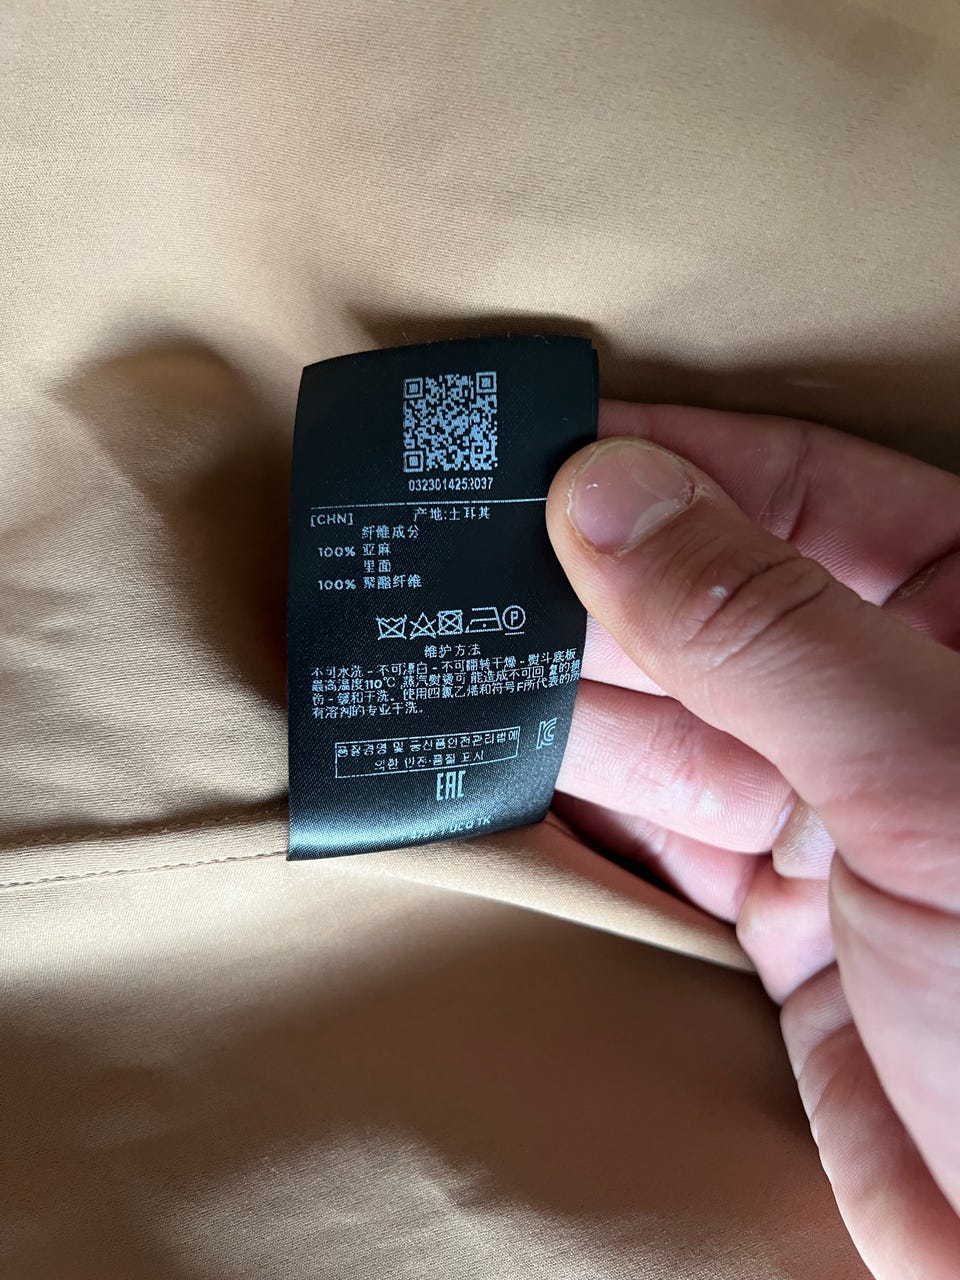 0323014252037
[CHN] 产地:土耳其
纤维成分
100% 亚麻
里面
100% 聚酯纤维
P
维护方法
不可水洗 - 不可漂白 - 不可翻转干燥 - 熨斗底板
最高温度110℃ 蒸汽熨烫可 能造成不可回 复的损
伤 - 缓和干洗。使用四氯乙烯和符号F所代表的所
有溶剂的专业干洗。
품질경영 및 공산품안전관리법에
의한 안전·품질 표시
EAC